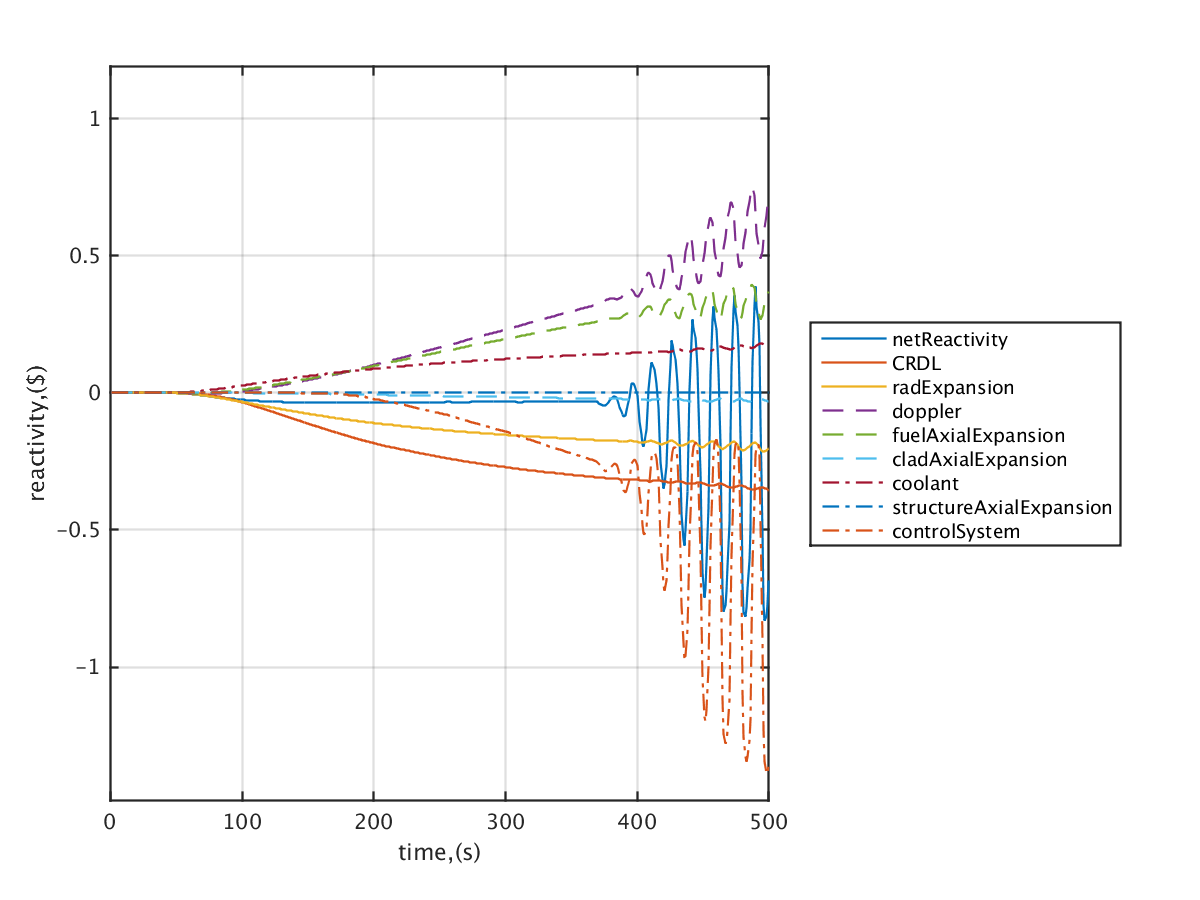 1
0.5
0
−0.5
−1
reactivity,($)
0 100 200 300 400 500
time,(s)
netReactivity
CRDL
radExpansion
doppler
fuelAxialExpansion
cladAxialExpansion
coolant
structureAxialExpansion
controlSystem